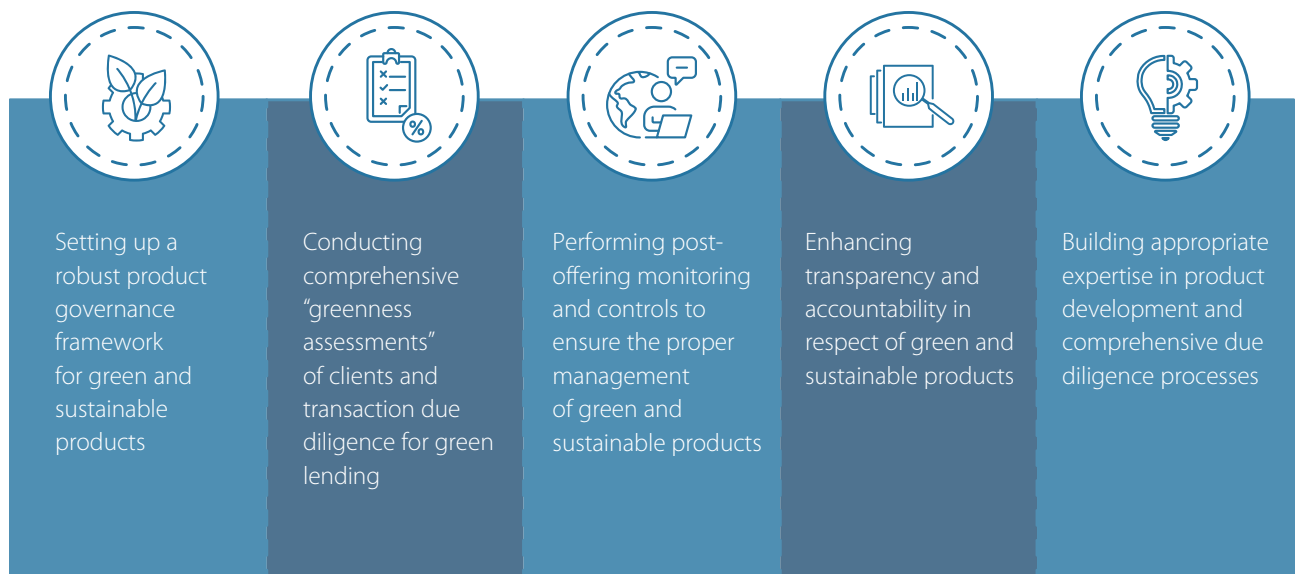 Setting up a
robust product
governance
framework
for green and
sustainable
products
Conducting
comprehensive
“greenness
assessments”
of clients and
transaction due
diligence for green
lending
Performing post-
offering monitoring
and controls to
ensure the proper
management
of green and
sustainable products
Enhancing
transparency and
accountability in
respect of green and
sustainable products
Building appropriate
expertise in product
development and
comprehensive due
diligence processes